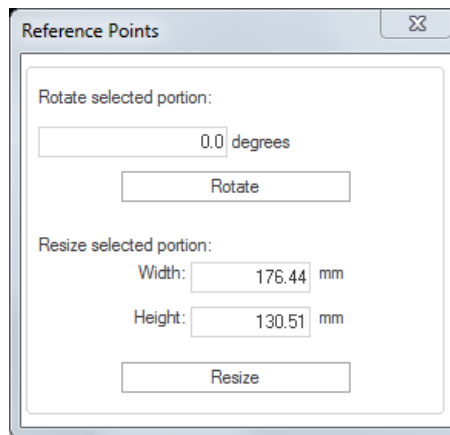 Reference Points
Rotate selected portion:
0.0 degrees
Rotate
Resize selected portion:
Width: 176.44 mm
Height: 130.51 mm
Resize